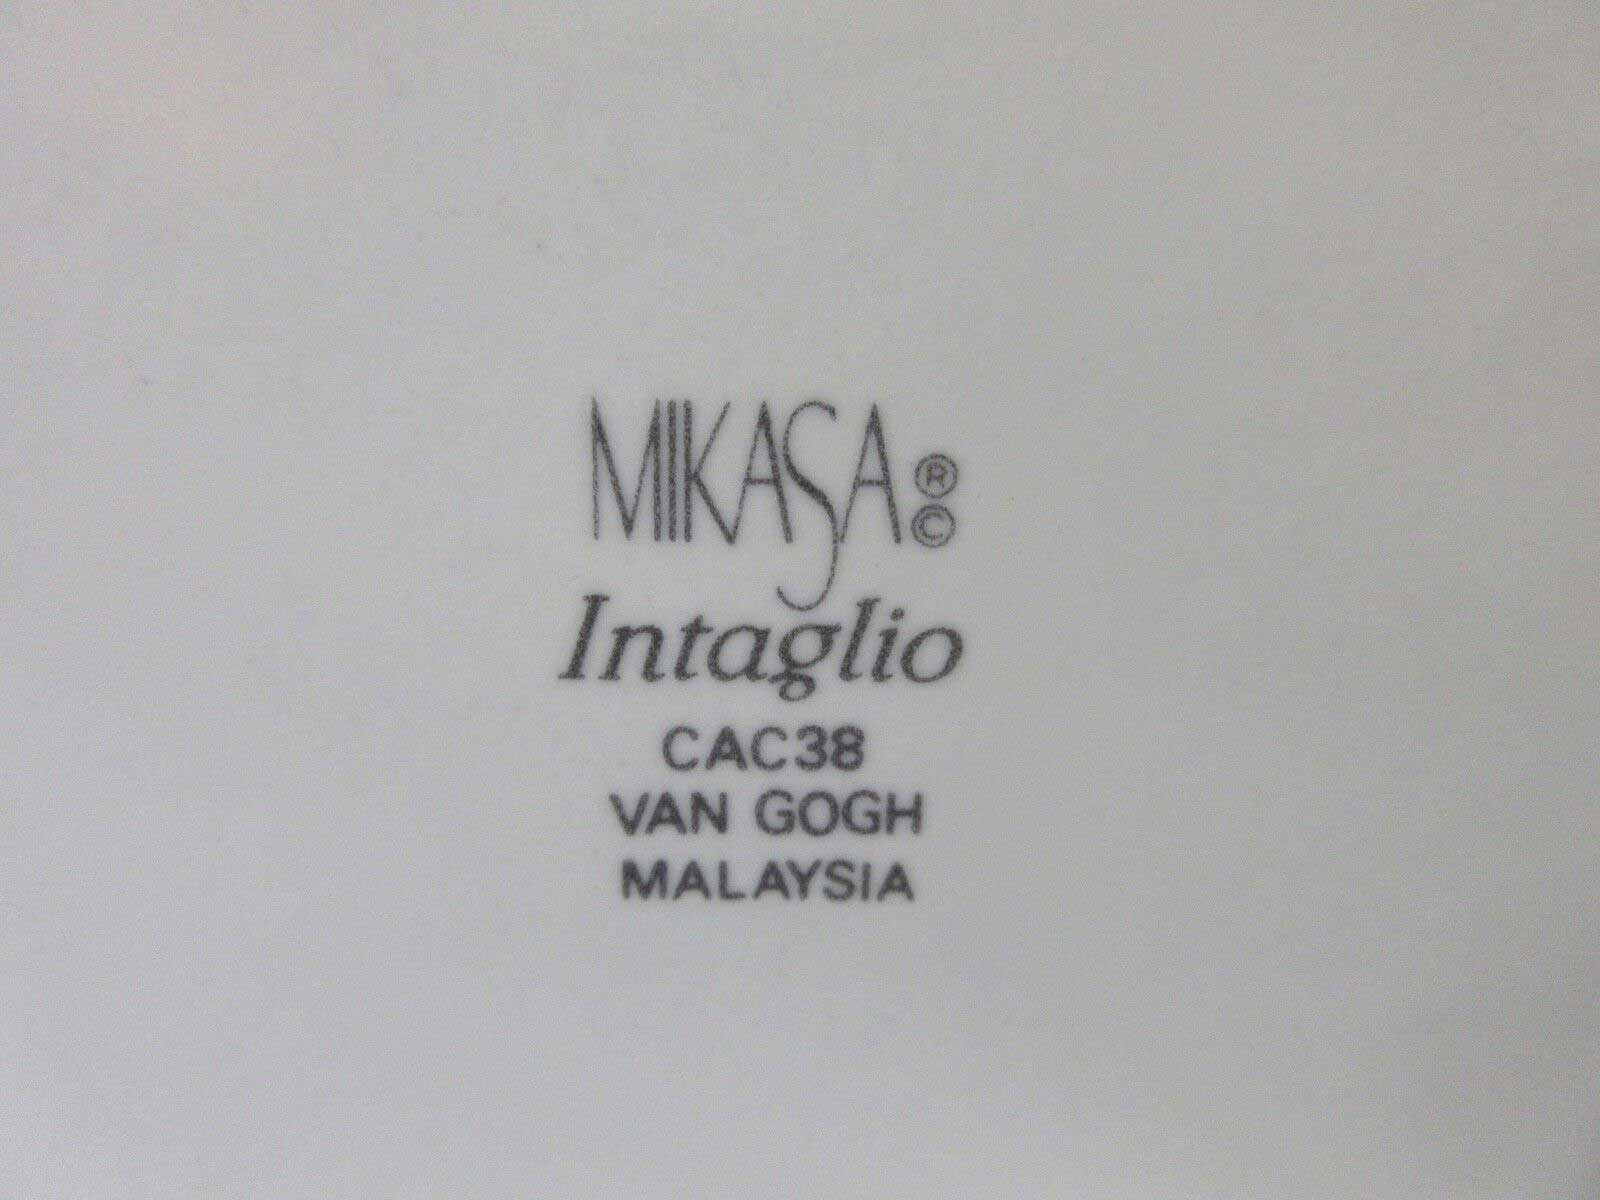 MIKASA ® ©
Intaglio
CAC38
VAN GOGH
MALAYSIA